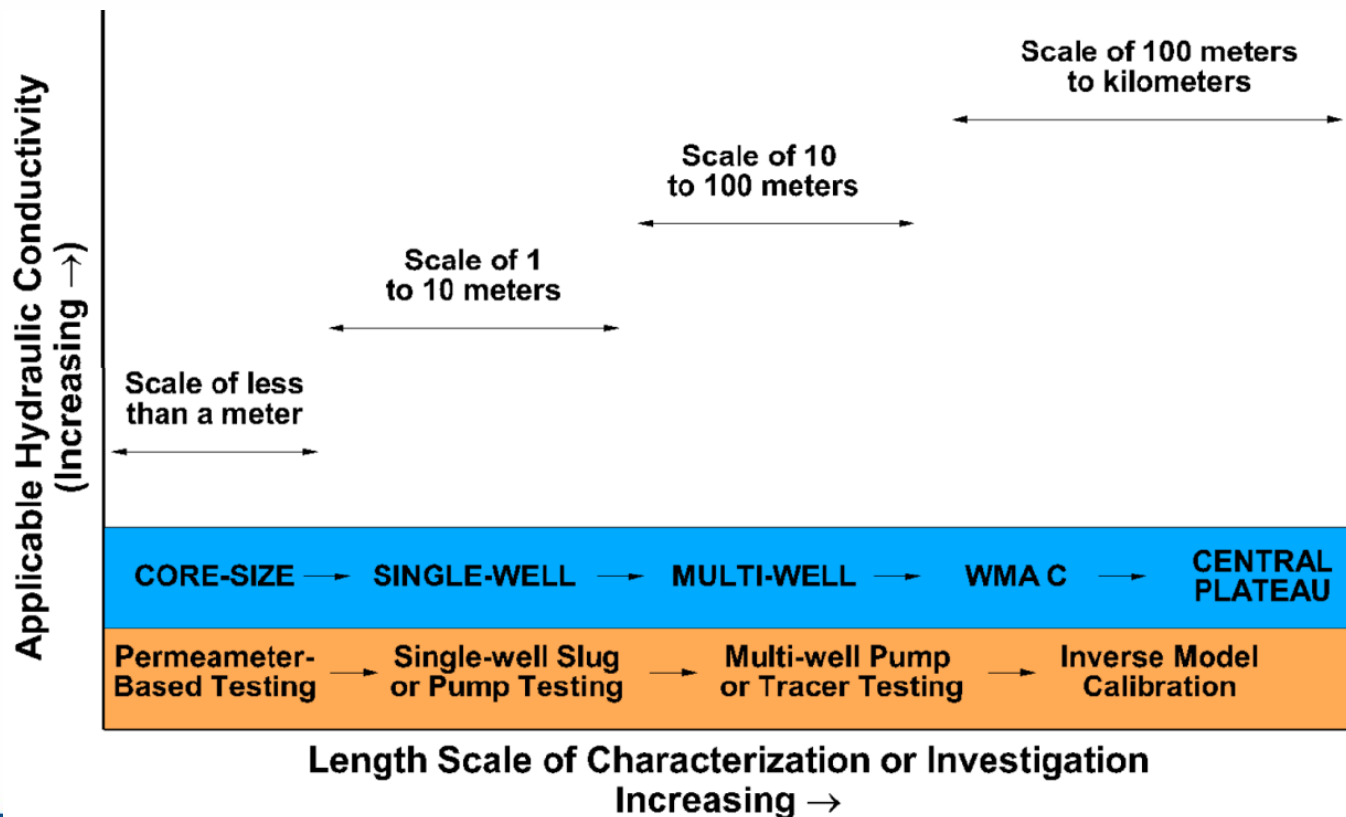 Applicable Hydraulic Conductivity
(Increasing →)
Scale of 100 meters
to kilometers
Scale of 10
to 100 meters
Scale of 1
to 10 meters
Scale of less
than a meter
CORE-SIZE → SINGLE-WELL → MULTI-WELL → WMA C → CENTRAL
PLATEAU
Permeameter-
Based Testing → Single-well Slug
or Pump Testing → Multi-well Pump
or Tracer Testing → Inverse Model
Calibration
Length Scale of Characterization or Investigation
Increasing →